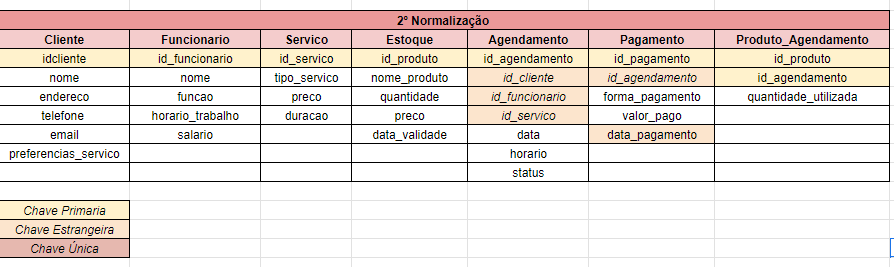 2º Normalização
Cliente Funcionario Servico Estoque Agendamento Pagamento Produto_Agendamento
idcliente id_funcionario id_servico id_produto id_agendamento id_pagamento id_produto
nome nome tipo_servico nome_produto id_cliente id_agendamento id_agendamento
endereco funcao preco quantidade id_funcionario forma_pagamento quantidade_utilizada
telefone horario_trabalho duracao preco id_servico valor_pago
email salario data_validade data data_pagamento
preferencias_servico horario
status
Chave Primaria
Chave Estrangeira
Chave Única